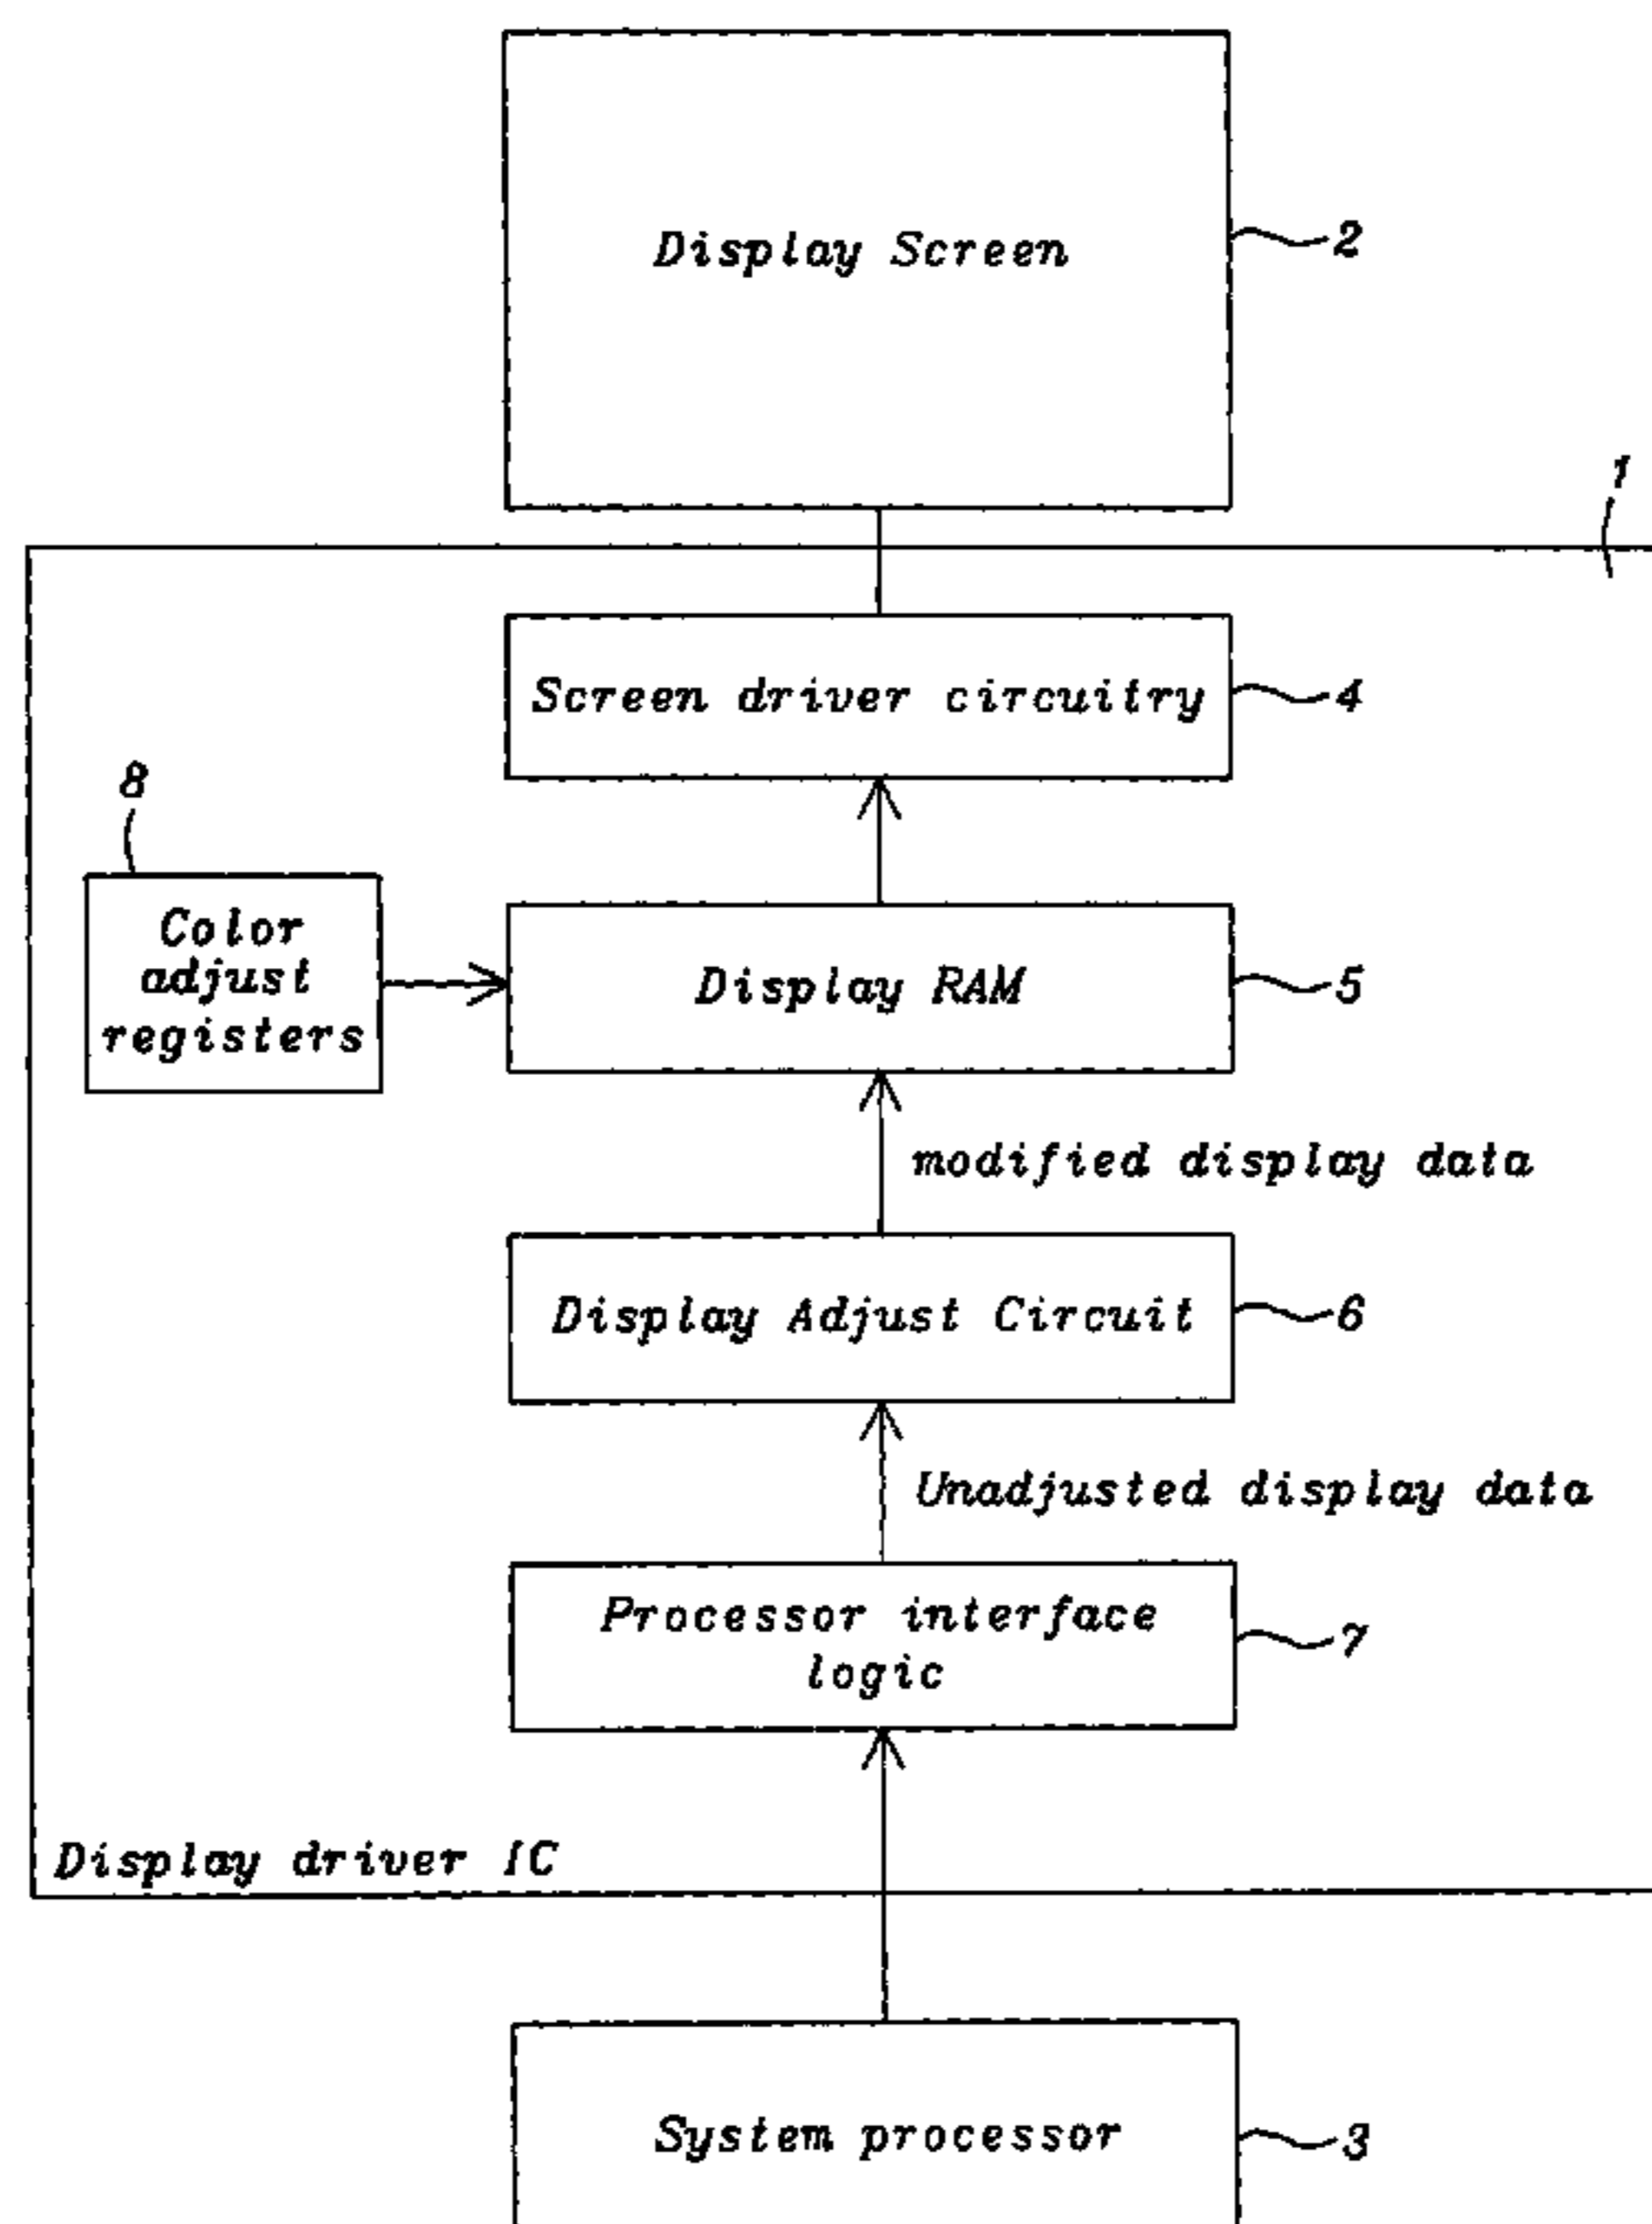 Display Screen
2
1
Screen driver circuitry
4
8
Color
adjust
registers
Display RAM
5
modified display data
Display Adjust Circuit
6
Unadjusted display data
Processor interface
logic
7
Display driver IC
System processor
3